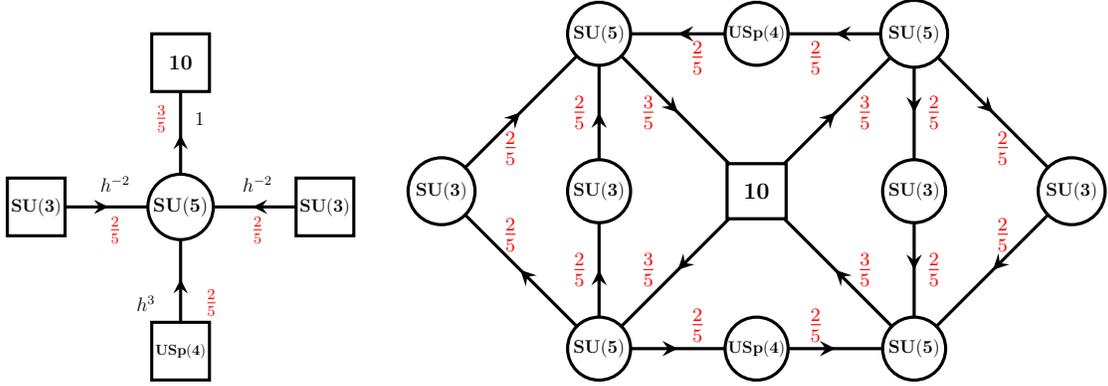 10
3/5 1
h^{-2} h^{-2}
SU(3) SU(5) SU(3)
2/5 2/5
h^3 2/5
USp(4)
SU(5) USp(4) SU(5)
2/5 2/5
2/5 3/5 3/5 2/5
2/5 2/5
SU(3) SU(3) 10 SU(3) SU(3)
2/5 2/5
2/5 3/5 3/5 2/5
2/5 2/5
SU(5) USp(4) SU(5)